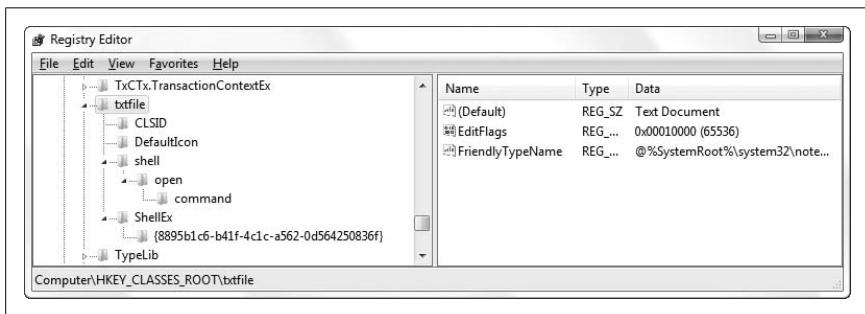 Registry Editor
File Edit View Favorites Help
TxCTx.TransactionContextEx
txtfile
CLSID
DefaultIcon
shell
open
command
ShellEx
{8895b1c6-b41f-4c1c-a562-0d564250836f}
TypeLib
Name Type Data
(Default) REG_SZ Text Document
EditFlags REG_... 0x00010000 (65536)
FriendlyTypeName REG_... @%SystemRoot%\system32\note...
Computer\HKEY_CLASSES_ROOT\txtfile